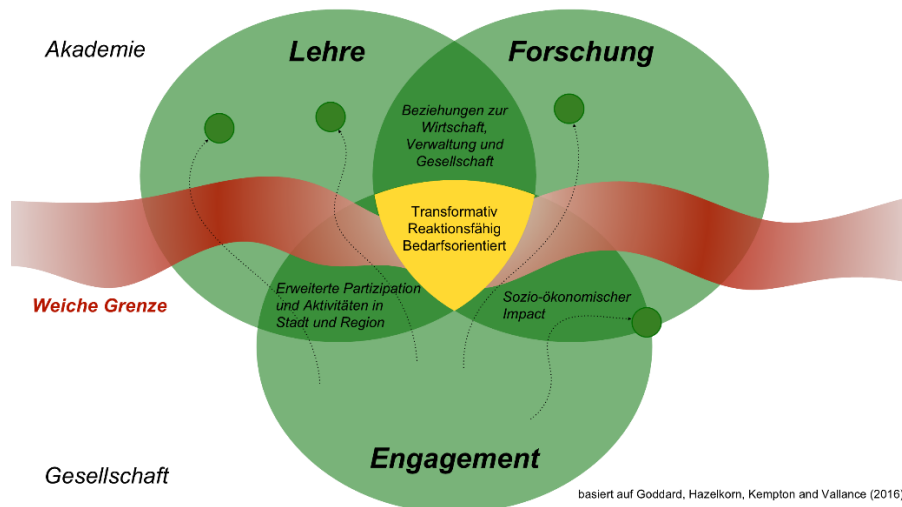 Akademie
Lehre
Forschung
Beziehungen zur
Wirtschaft,
Verwaltung und
Gesellschaft
Transformativ
Reaktionsfähig
Bedarfsorientiert
Weiche Grenze
Erweiterte Partizipation
und Aktivitäten in
Stadt und Region
Sozio-ökonomischer
Impact
Engagement
Gesellschaft
basiert auf Goddard, Hazelkorn, Kempton and Vallance (2016)